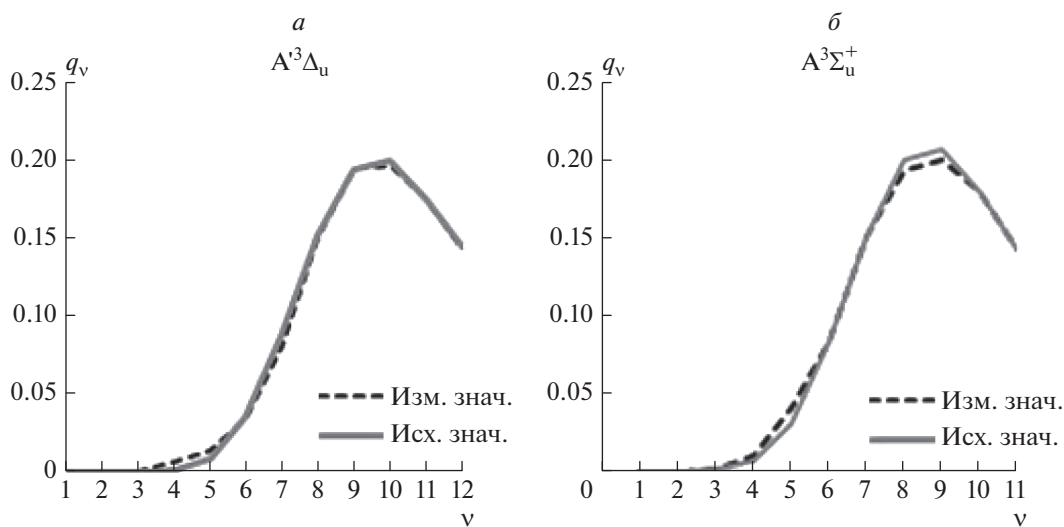 а
A'³Δᵤ
qᵥ
0.25
0.20
0.15
0.10
0.05
0
Изм. знач.
Исх. знач.
1 2 3 4 5 6 7 8 9 10 11 12
ν
б
A³Σᵤ⁺
qᵥ
0.25
0.20
0.15
0.10
0.05
Изм. знач.
Исх. знач.
0 1 2 3 4 5 6 7 8 9 10 11
ν